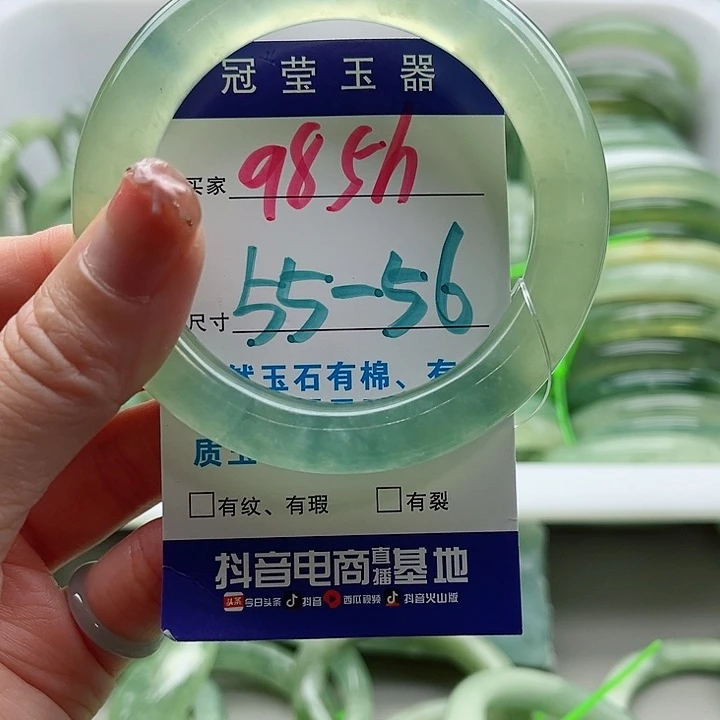 冠莹玉器
买家 985h
尺寸 55-56
然玉石有棉、有
质玉
□有纹、有瑕 □有裂
抖音电商直播基地
头条 今日头条 抖音 西瓜视频 抖音火山版